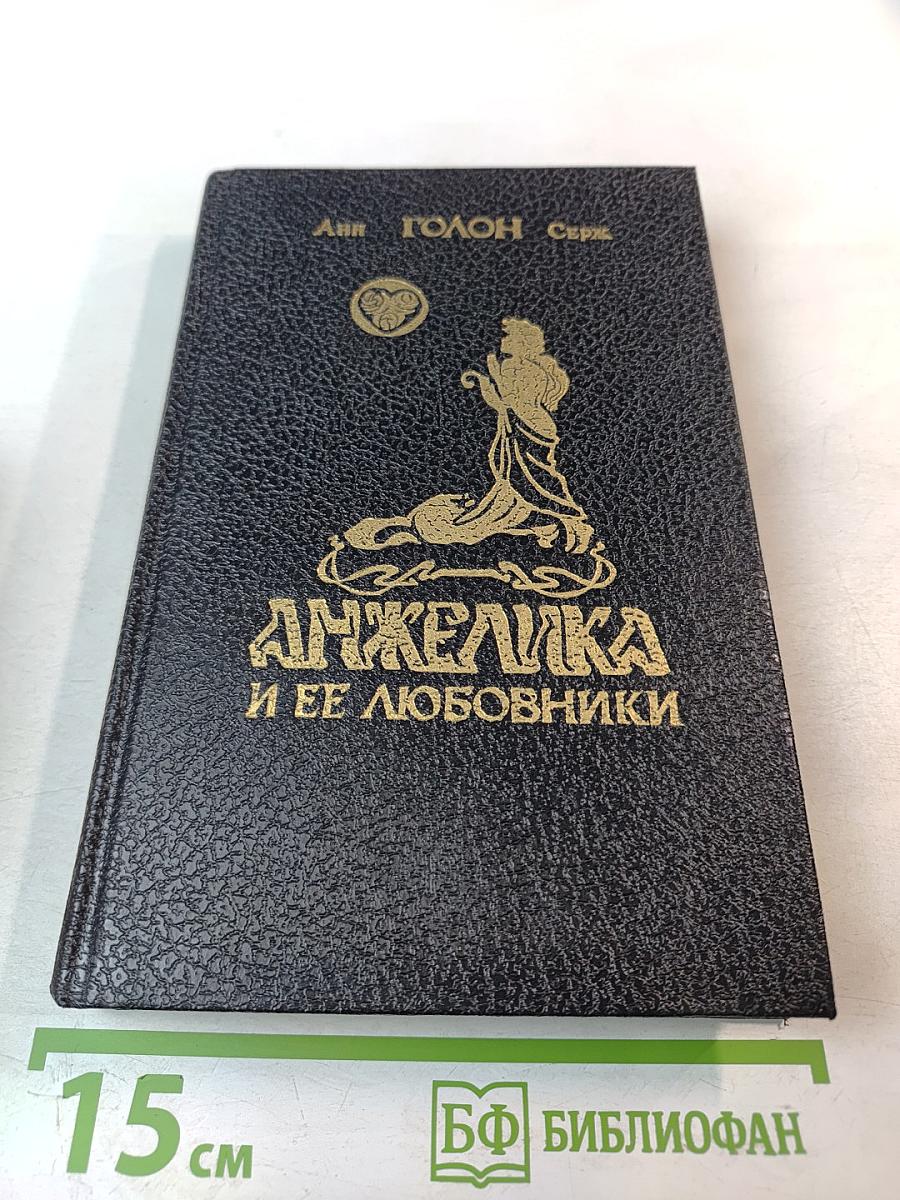 Анн ГОЛОН Серж
АНЖЕЛИКА
И ЕЕ ЛЮБОВНИКИ
15 см
БФ БИБЛИОФАН